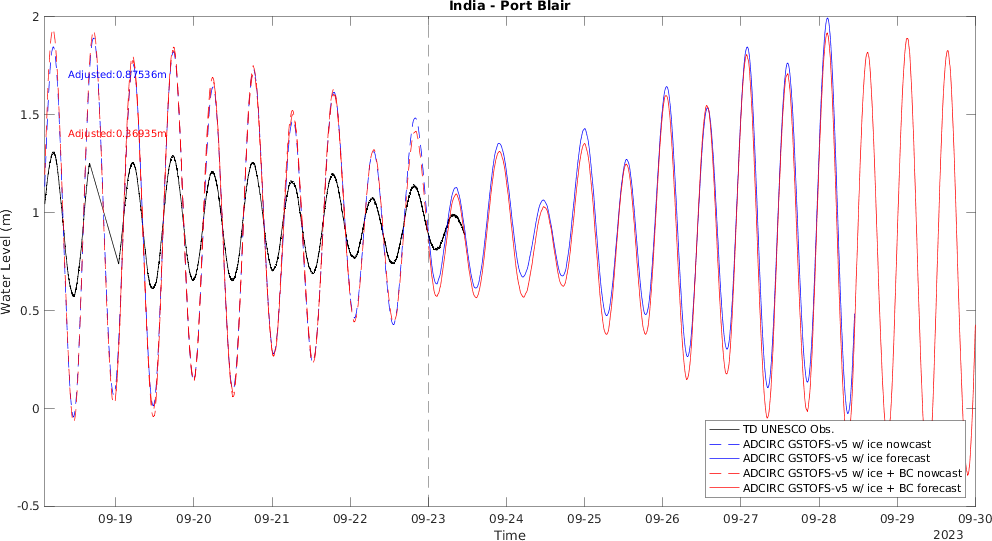 India - Port Blair
2
1.5
1
0.5
0
-0.5
Water Level (m)
Adjusted:0.87536m
Adjusted:0.36935m
TD UNESCO Obs.
ADCIRC GSTOFS-v5 w/ ice nowcast
ADCIRC GSTOFS-v5 w/ ice forecast
ADCIRC GSTOFS-v5 w/ ice + BC nowcast
ADCIRC GSTOFS-v5 w/ ice + BC forecast
09-19 09-20 09-21 09-22 09-23 09-24 09-25 09-26 09-27 09-28 09-29 09-30
Time
2023